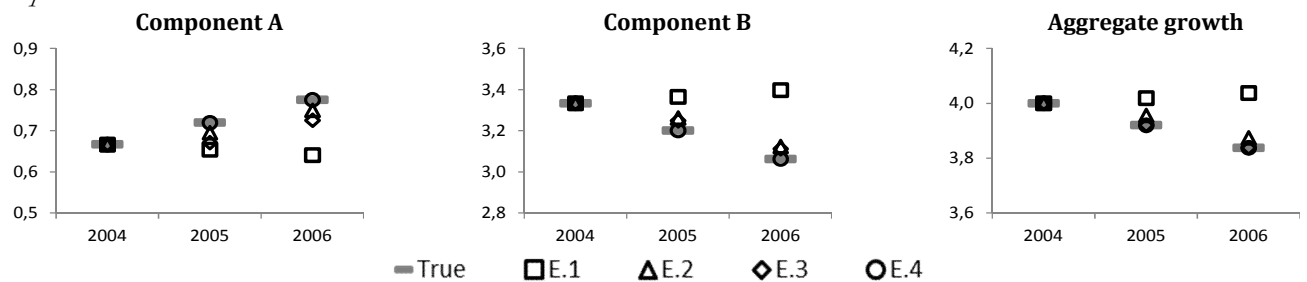 Component A
Component B
Aggregate growth
0,9
0,8
0,7
0,6
0,5
2004 2005 2006
3,6
3,4
3,2
3,0
2,8
2004 2005 2006
4,2
4,0
3,8
3,6
2004 2005 2006
True E.1 E.2 E.3 E.4